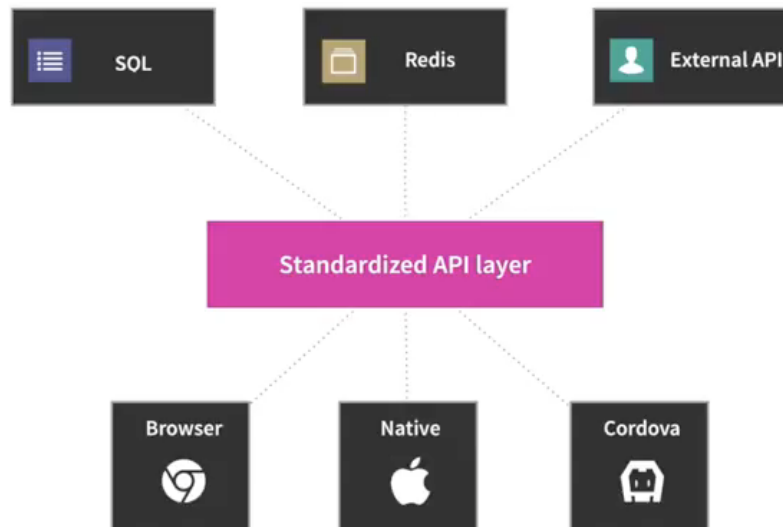 SQL
Redis
External API
Standardized API layer
Browser
Native
Cordova